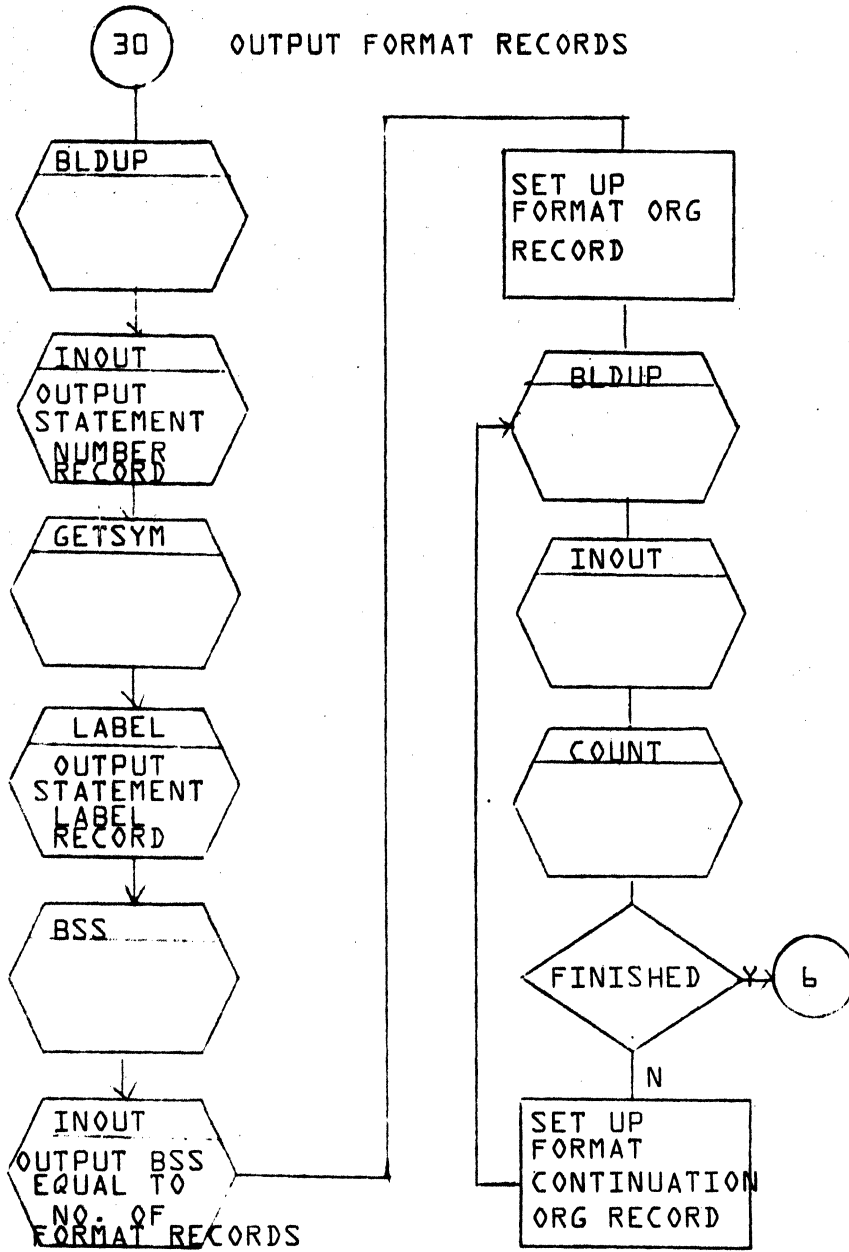 30 OUTPUT FORMAT RECORDS
BLDUP
INOUT
OUTPUT
STATEMENT
NUMBER
RECORD
GETSYM
LABEL
OUTPUT
STATEMENT
LABEL
RECORD
BSS
INOUT
OUTPUT BSS
EQUAL TO
NO. OF
FORMAT RECORDS
SET UP
FORMAT ORG
RECORD
BLDUP
INOUT
COUNT
FINISHED Y 6
N
SET UP
FORMAT
CONTINUATION
ORG RECORD